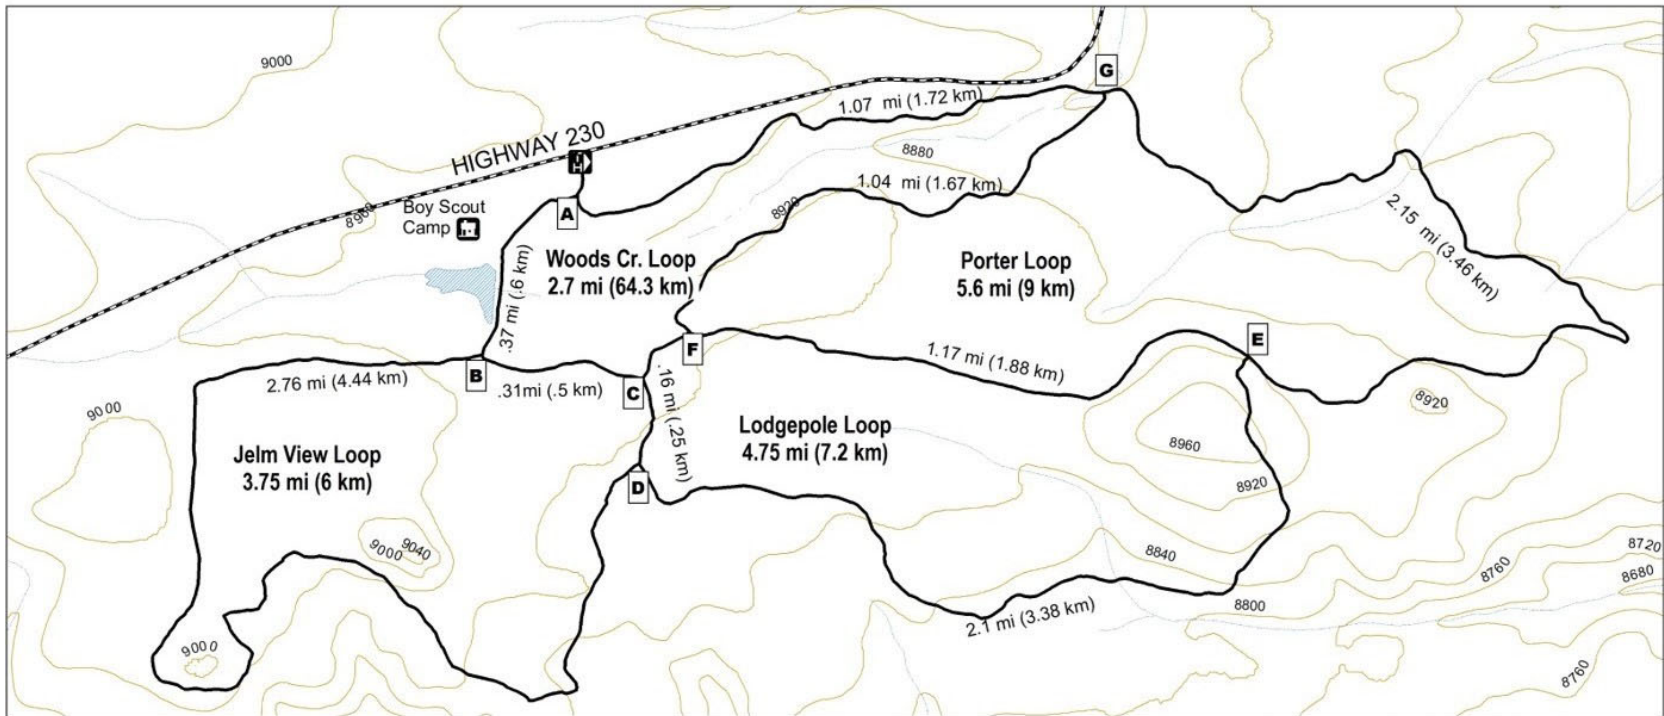 9000
G
1.07 mi (1.72 km)
HIGHWAY 230
8880
1.04 mi (1.67 km)
8920
Boy Scout
Camp
A
2.15 mi (3.46 km)
Woods Cr. Loop
2.7 mi (64.3 km)
Porter Loop
5.6 mi (9 km)
.37 mi (.6 km)
F
E
1.17 mi (1.88 km)
B
2.76 mi (4.44 km)
.31mi (.5 km)
C
.16 mi (.25 km)
9000
8920
Lodgepole Loop
4.75 mi (7.2 km)
8960
Jelm View Loop
3.75 mi (6 km)
D
8920
9000
9040
8840
8720
8760
8680
8800
2.1 mi (3.38 km)
9000
8760